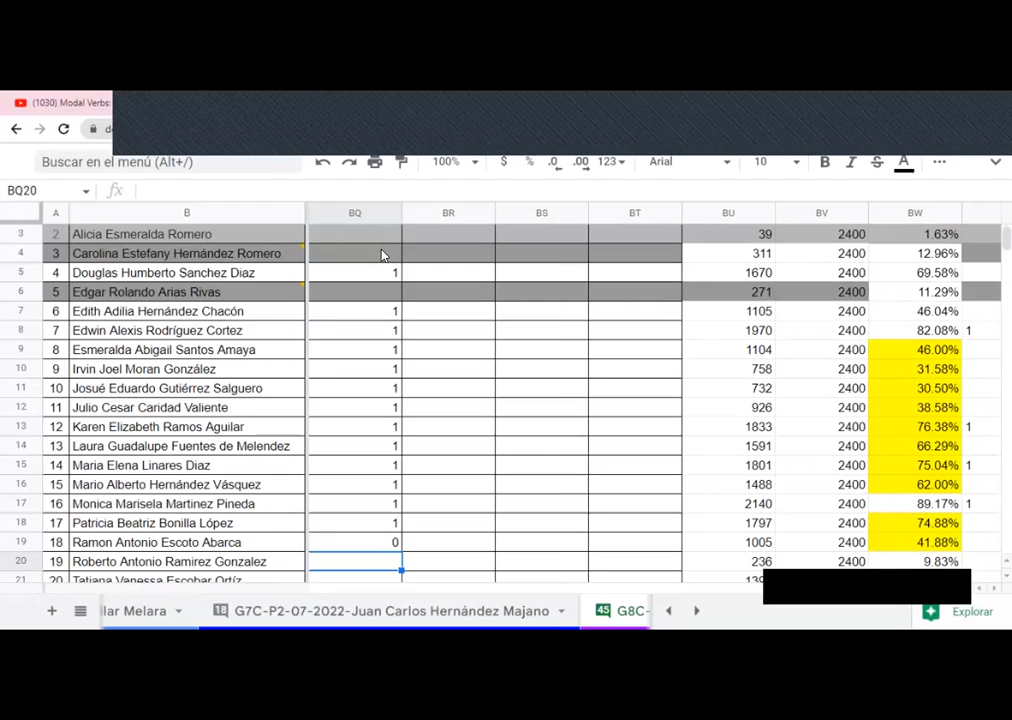 (1030) Modal Verbs:
Buscar en el menú (Alt+/) 100% $ % .0 .00 123 Arial 10 B I S A
BQ20 fx
A B BQ BR BS BT BU BV BW
3 2 Alicia Esmeralda Romero 39 2400 1.63%
4 3 Carolina Estefany Hernández Romero 311 2400 12.96%
5 4 Douglas Humberto Sanchez Diaz 1 1670 2400 69.58%
6 5 Edgar Rolando Arias Rivas 271 2400 11.29%
7 6 Edith Adilia Hernández Chacón 1 1105 2400 46.04%
8 7 Edwin Alexis Rodríguez Cortez 1 1970 2400 82.08% 1
9 8 Esmeralda Abigail Santos Amaya 1 1104 2400 46.00%
10 9 Irvin Joel Moran González 1 758 2400 31.58%
11 10 Josué Eduardo Gutiérrez Salguero 1 732 2400 30.50%
12 11 Julio Cesar Caridad Valiente 1 926 2400 38.58%
13 12 Karen Elizabeth Ramos Aguilar 1 1833 2400 76.38% 1
14 13 Laura Guadalupe Fuentes de Melendez 1 1591 2400 66.29%
15 14 Maria Elena Linares Diaz 1 1801 2400 75.04% 1
16 15 Mario Alberto Hernández Vásquez 1 1488 2400 62.00%
17 16 Monica Marisela Martinez Pineda 1 2140 2400 89.17% 1
18 17 Patricia Beatriz Bonilla López 1 1797 2400 74.88%
19 18 Ramon Antonio Escoto Abarca 0 1005 2400 41.88%
20 19 Roberto Antonio Ramirez Gonzalez 236 2400 9.83%
21 20 Tatiana Vanessa Escobar Ortíz
lar Melara 18 G7C-P2-07-2022-Juan Carlos Hernández Majano 45 G8C- Explorar